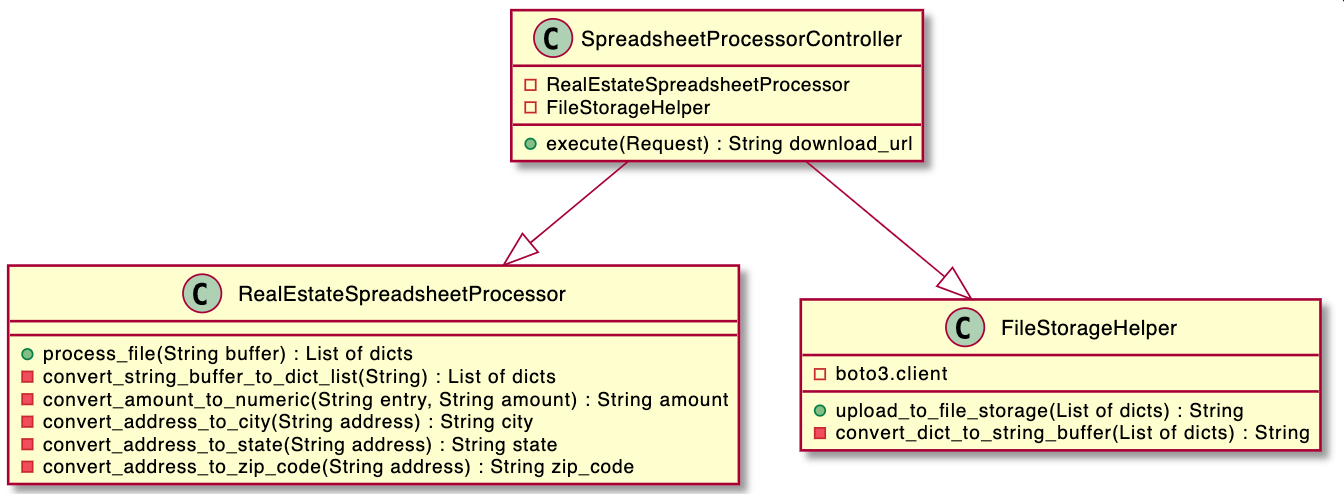 C SpreadsheetProcessorController
RealEstateSpreadsheetProcessor
FileStorageHelper
execute(Request) : String download_url
C RealEstateSpreadsheetProcessor
process_file(String buffer) : List of dicts
convert_string_buffer_to_dict_list(String) : List of dicts
convert_amount_to_numeric(String entry, String amount) : String amount
convert_address_to_city(String address) : String city
convert_address_to_state(String address) : String state
convert_address_to_zip_code(String address) : String zip_code
C FileStorageHelper
boto3.client
upload_to_file_storage(List of dicts) : String
convert_dict_to_string_buffer(List of dicts) : String